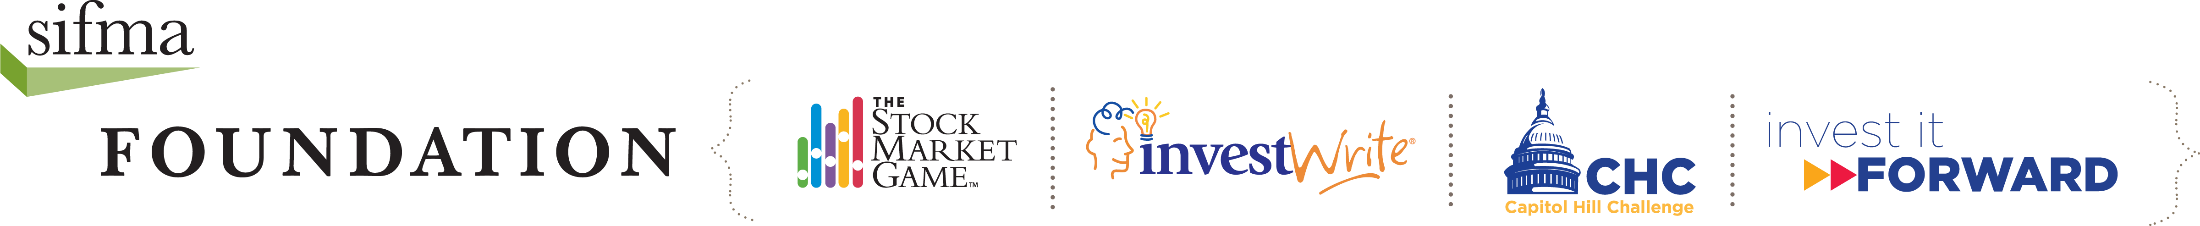 sifma
FOUNDATION
THE
STOCK
MARKET
GAME™
investWrite®
CHC
Capitol Hill Challenge
invest it
FORWARD